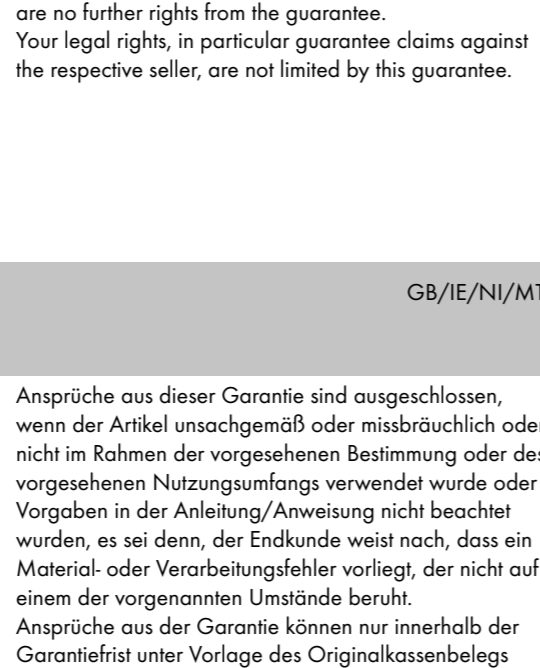 are no further rights from the guarantee.
Your legal rights, in particular guarantee claims against
the respective seller, are not limited by this guarantee.
GB/IE/NI/MT
Ansprüche aus dieser Garantie sind ausgeschlossen,
wenn der Artikel unsachgemäß oder missbräuchlich oder
nicht im Rahmen der vorgesehenen Bestimmung oder des
vorgesehenen Nutzungsumfangs verwendet wurde oder
Vorgaben in der Anleitung/Anweisung nicht beachtet
wurden, es sei denn, der Endkunde weist nach, dass ein
Material- oder Verarbeitungsfehler vorliegt, der nicht auf
einem der vorgenannten Umstände beruht.
Ansprüche aus der Garantie können nur innerhalb der
Garantiefrist unter Vorlage des Originalkassenbelegs